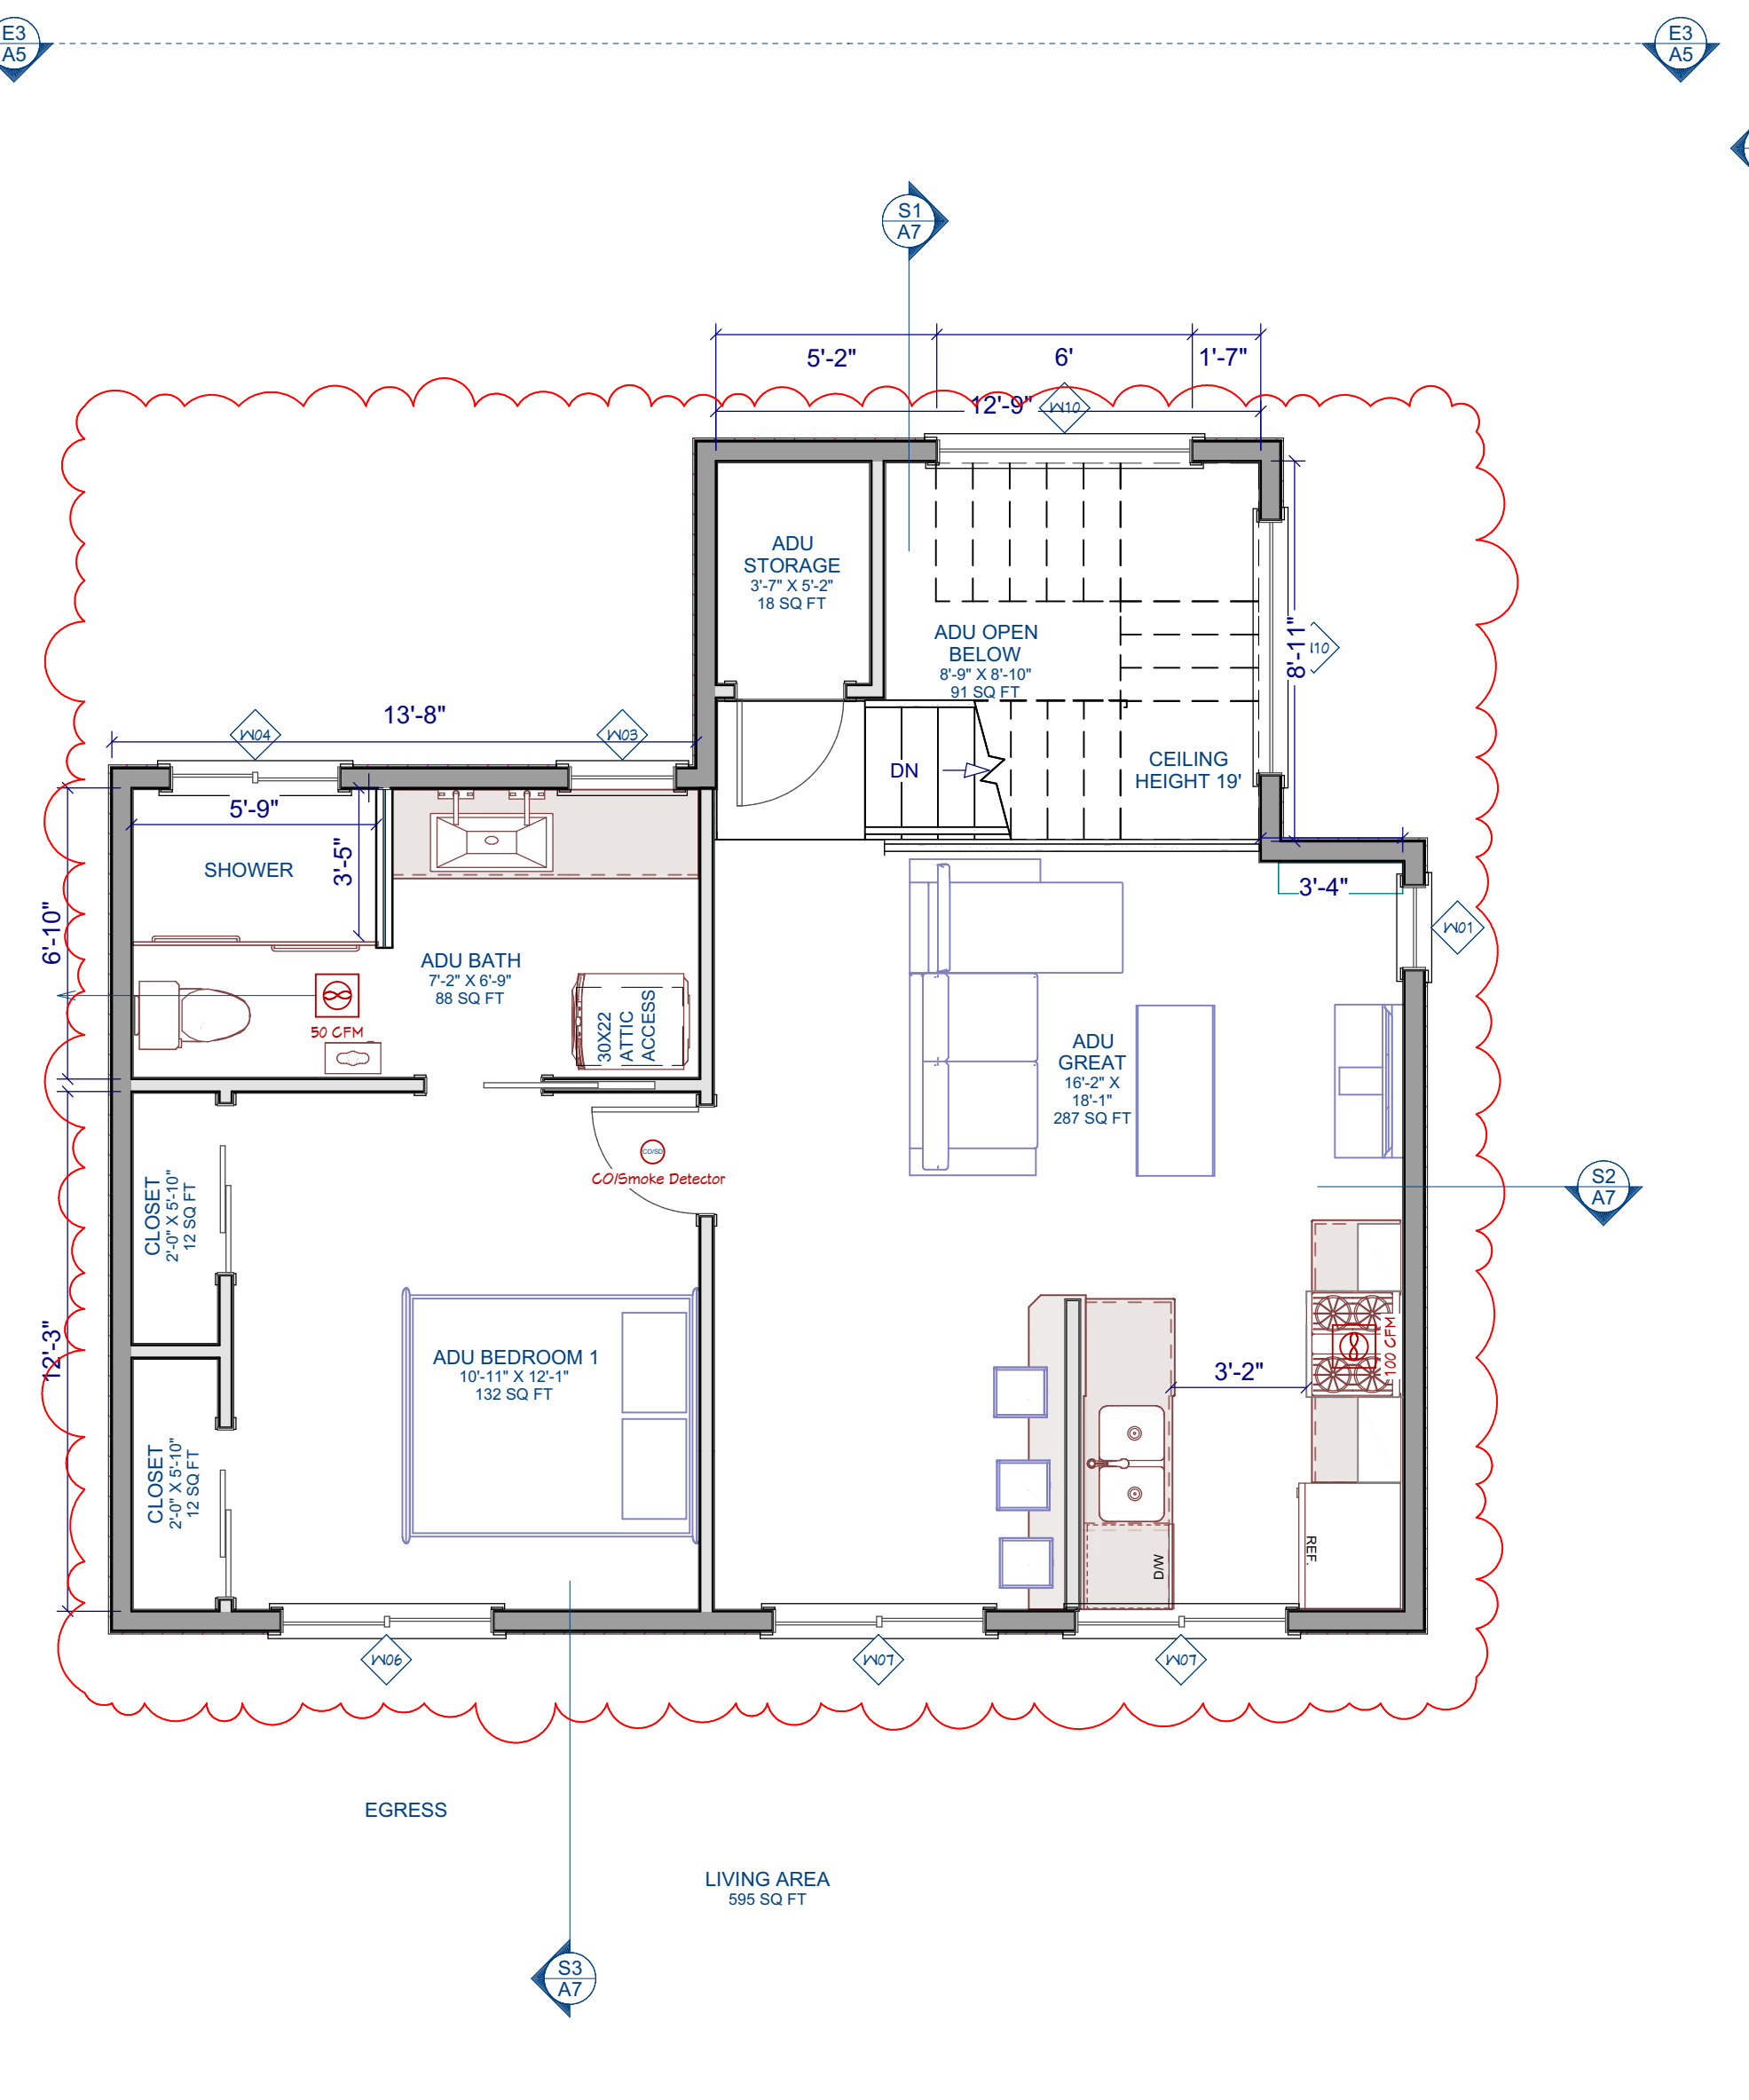 E3
A5
E3
A5
S1
A7
5'-2"
6'
1'-7"
12'-9"
W10
ADU
STORAGE
3'-7" X 5'-2"
18 SQ FT
ADU OPEN
BELOW
8'-9" X 8'-10"
91 SQ FT
8'-11"
13'-8"
W04
W03
DN
CEILING
HEIGHT 19'
5'-9"
3'-5"
SHOWER
3'-4"
W01
6'-10"
ADU BATH
7'-2" X 6'-9"
88 SQ FT
50 CFM
30X22
ATTIC
ACCESS
ADU
GREAT
16'-2" X
18'-1"
287 SQ FT
CO/SD
CO/Smoke Detector
S2
A7
CLOSET
2'-0" X 5'-10"
12 SQ FT
12'-3"
ADU BEDROOM 1
10'-11" X 12'-1"
132 SQ FT
3'-2"
100 CFM
CLOSET
2'-0" X 5'-10"
12 SQ FT
D/W
REF.
W06
W07
W07
EGRESS
LIVING AREA
595 SQ FT
S3
A7